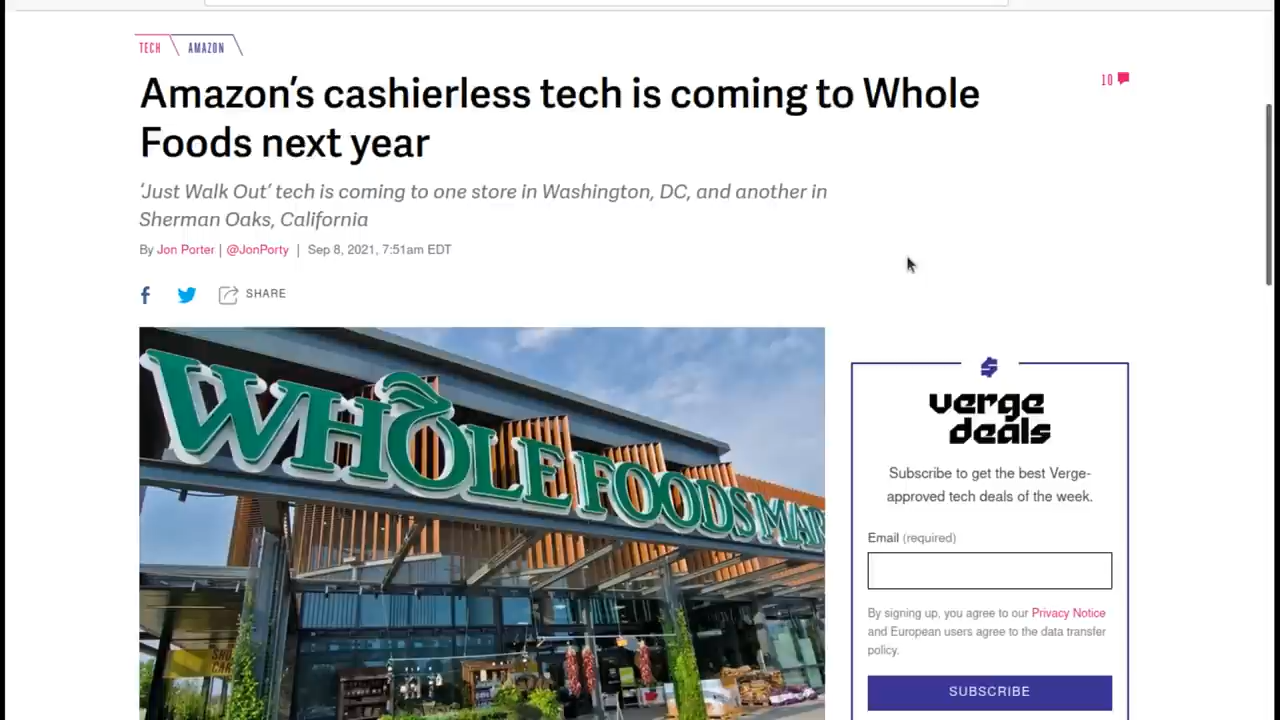 TECH AMAZON
Amazon's cashierless tech is coming to Whole
Foods next year
10
'Just Walk Out' tech is coming to one store in Washington, DC, and another in
Sherman Oaks, California
By Jon Porter | @JonPorty | Sep 8, 2021, 7:51am EDT
SHARE
WHOLE FOODS MAR
verge
deals
Subscribe to get the best Verge-
approved tech deals of the week.
Email (required)
By signing up, you agree to our Privacy Notice
and European users agree to the data transfer
policy.
SUBSCRIBE